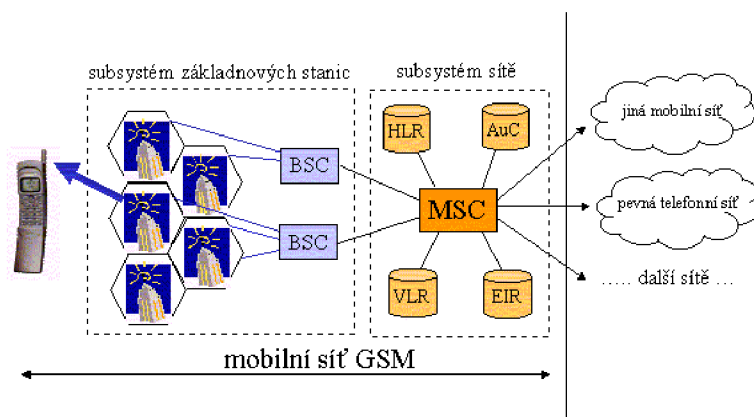 subsystém základnových stanic
subsystém sítě
HLR
AuC
jiná mobilní síť
BSC
MSC
pevná telefonní síť
BSC
VLR
EIR
..... další sítě ...
mobilní síť GSM